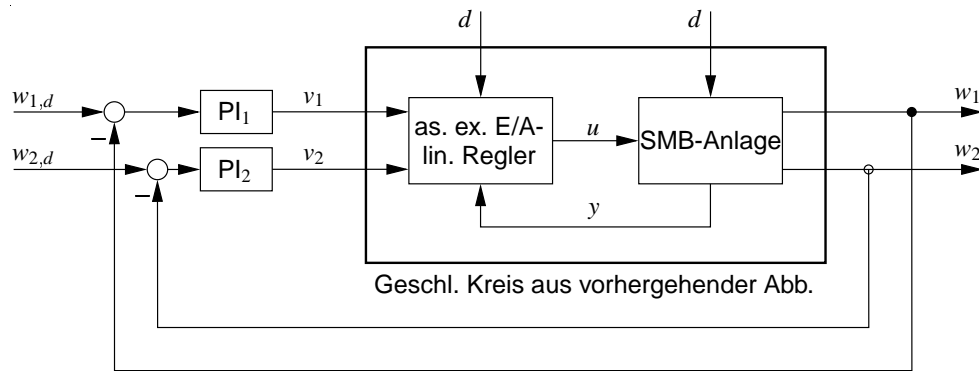 d d
w1,d PI1 v1 w1
as. ex. E/A-
lin. Regler
u
SMB-Anlage
w2,d PI2 v2 w2
y
Geschl. Kreis aus vorhergehender Abb.